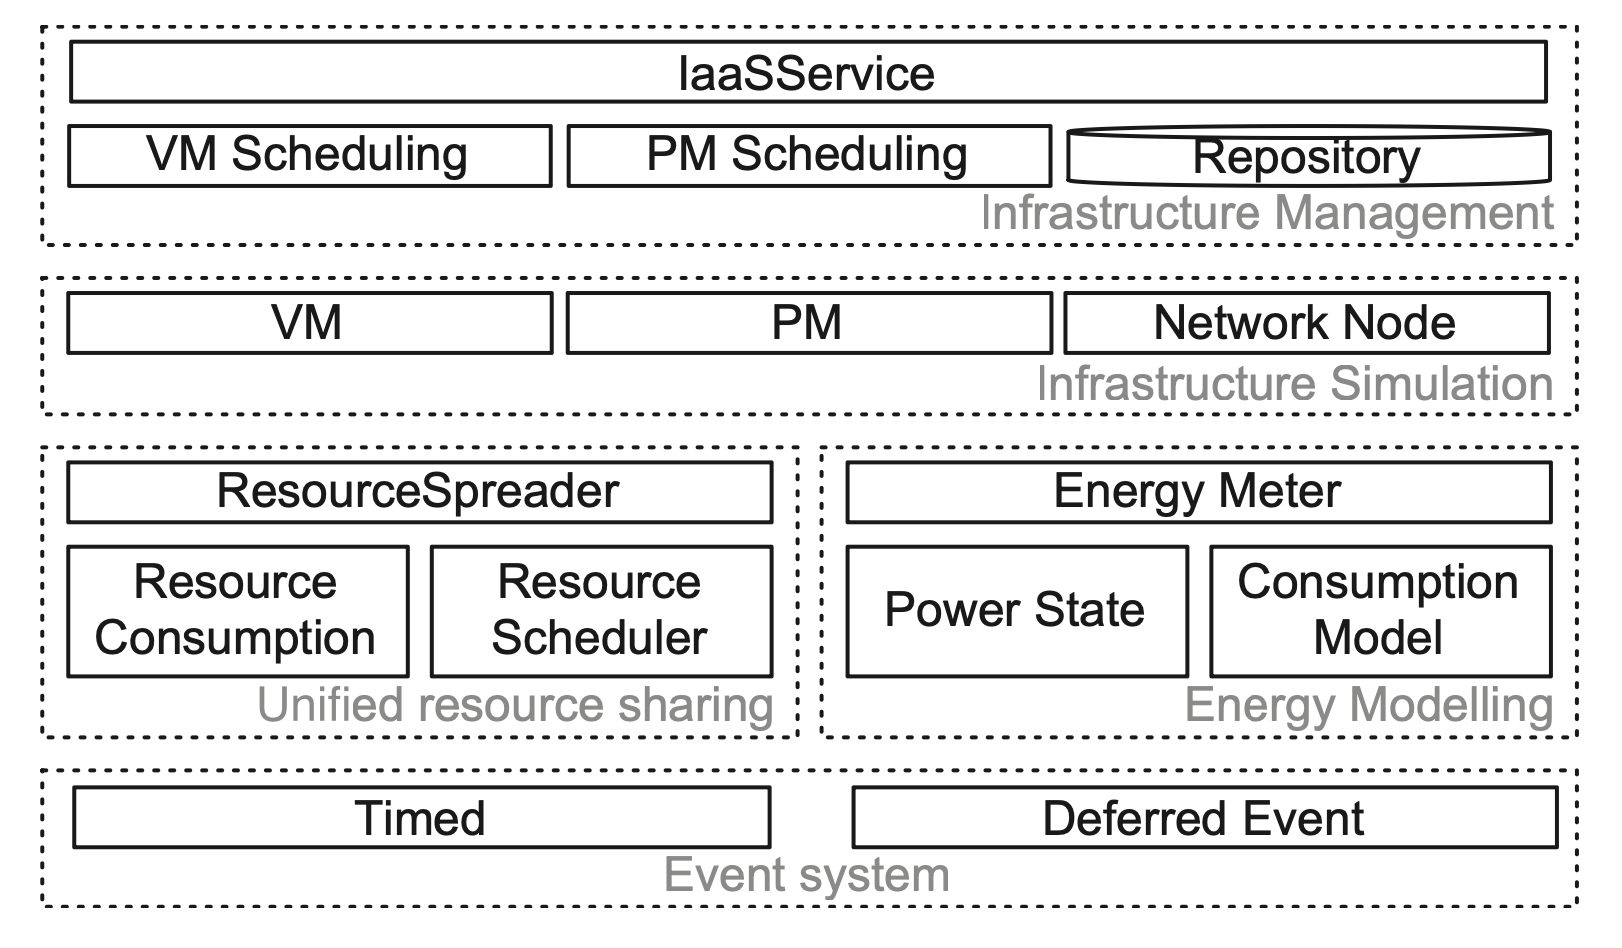 IaaSService
VM Scheduling
PM Scheduling
Repository
Infrastructure Management
VM
PM
Network Node
Infrastructure Simulation
ResourceSpreader
Resource
Consumption
Resource
Scheduler
Unified resource sharing
Energy Meter
Power State
Consumption
Model
Energy Modelling
Timed
Deferred Event
Event system